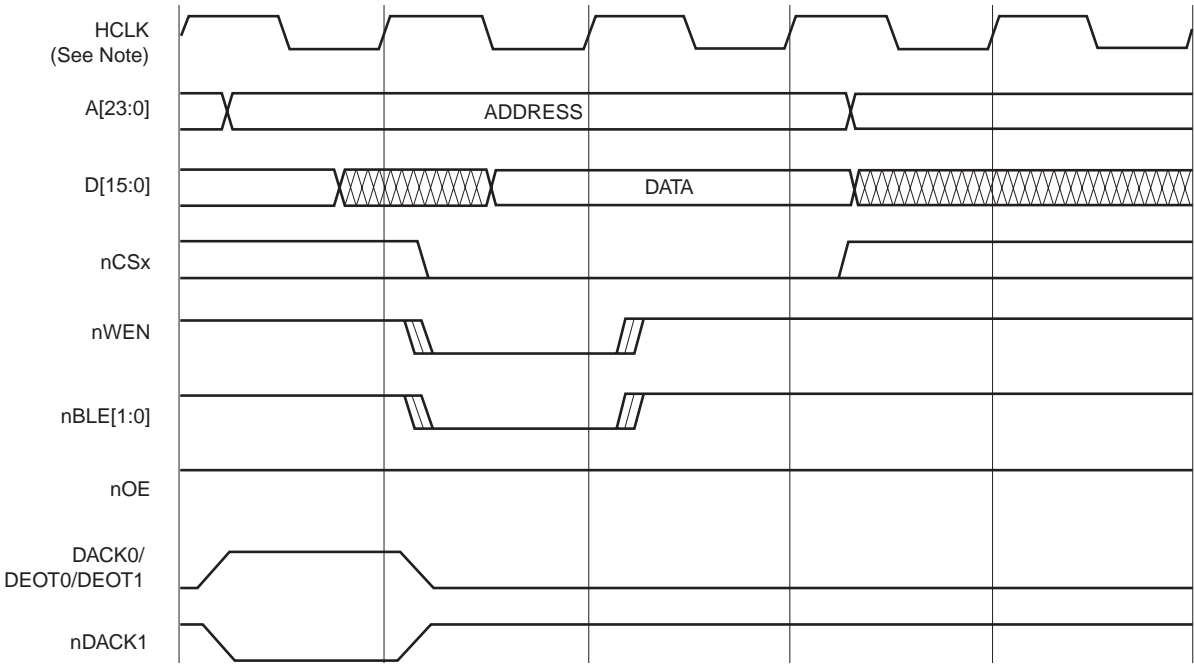 HCLK
(See Note)
A[23:0]
ADDRESS
D[15:0]
DATA
nCSx
nWEN
nBLE[1:0]
nOE
DACK0/
DEOT0/DEOT1
nDACK1